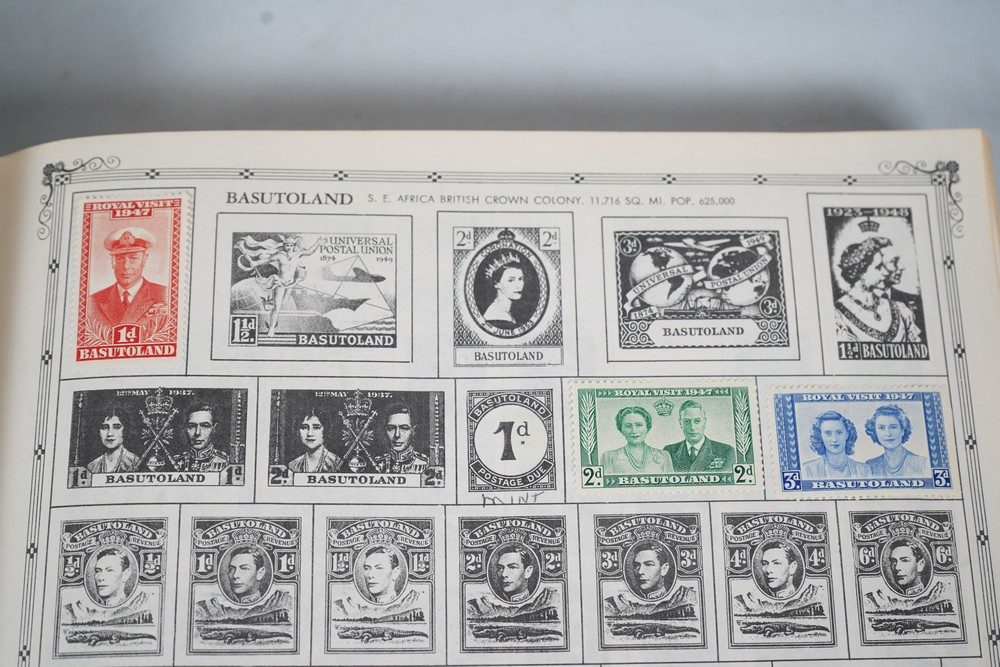 BASUTOLAND S. E. AFRICA BRITISH CROWN COLONY. 11,716 SQ. MI. POP. 625,000
ROYAL VISIT
1947
1d
BASUTOLAND
UNIVERSAL
POSTAL UNION
1874 1949
1½d
BASUTOLAND
2d 2d
CORONATION
JUNE 1953
BASUTOLAND
3d 1949
UNIVERSAL POSTAL UNION
1874 3d
BASUTOLAND
1923-1948
1½d BASUTOLAND
12TH MAY 1937.
1d 1d
BASUTOLAND
12TH MAY 1937.
2d 2d
BASUTOLAND
BASUTOLAND
1d
POSTAGE DUE
MINT
ROYAL VISIT 1947
2d 2d
BASUTOLAND
ROYAL VISIT 1947
3d 3d
BASUTOLAND
BASUTOLAND
POSTAGE REVENUE
½d ½d
BASUTOLAND
POSTAGE REVENUE
1d 1d
BASUTOLAND
POSTAGE REVENUE
1½d 1½d
BASUTOLAND
POSTAGE REVENUE
2d 2d
BASUTOLAND
POSTAGE REVENUE
3d 3d
BASUTOLAND
POSTAGE REVENUE
4d 4d
BASUTOLAND
POSTAGE REVENUE
6d 6d